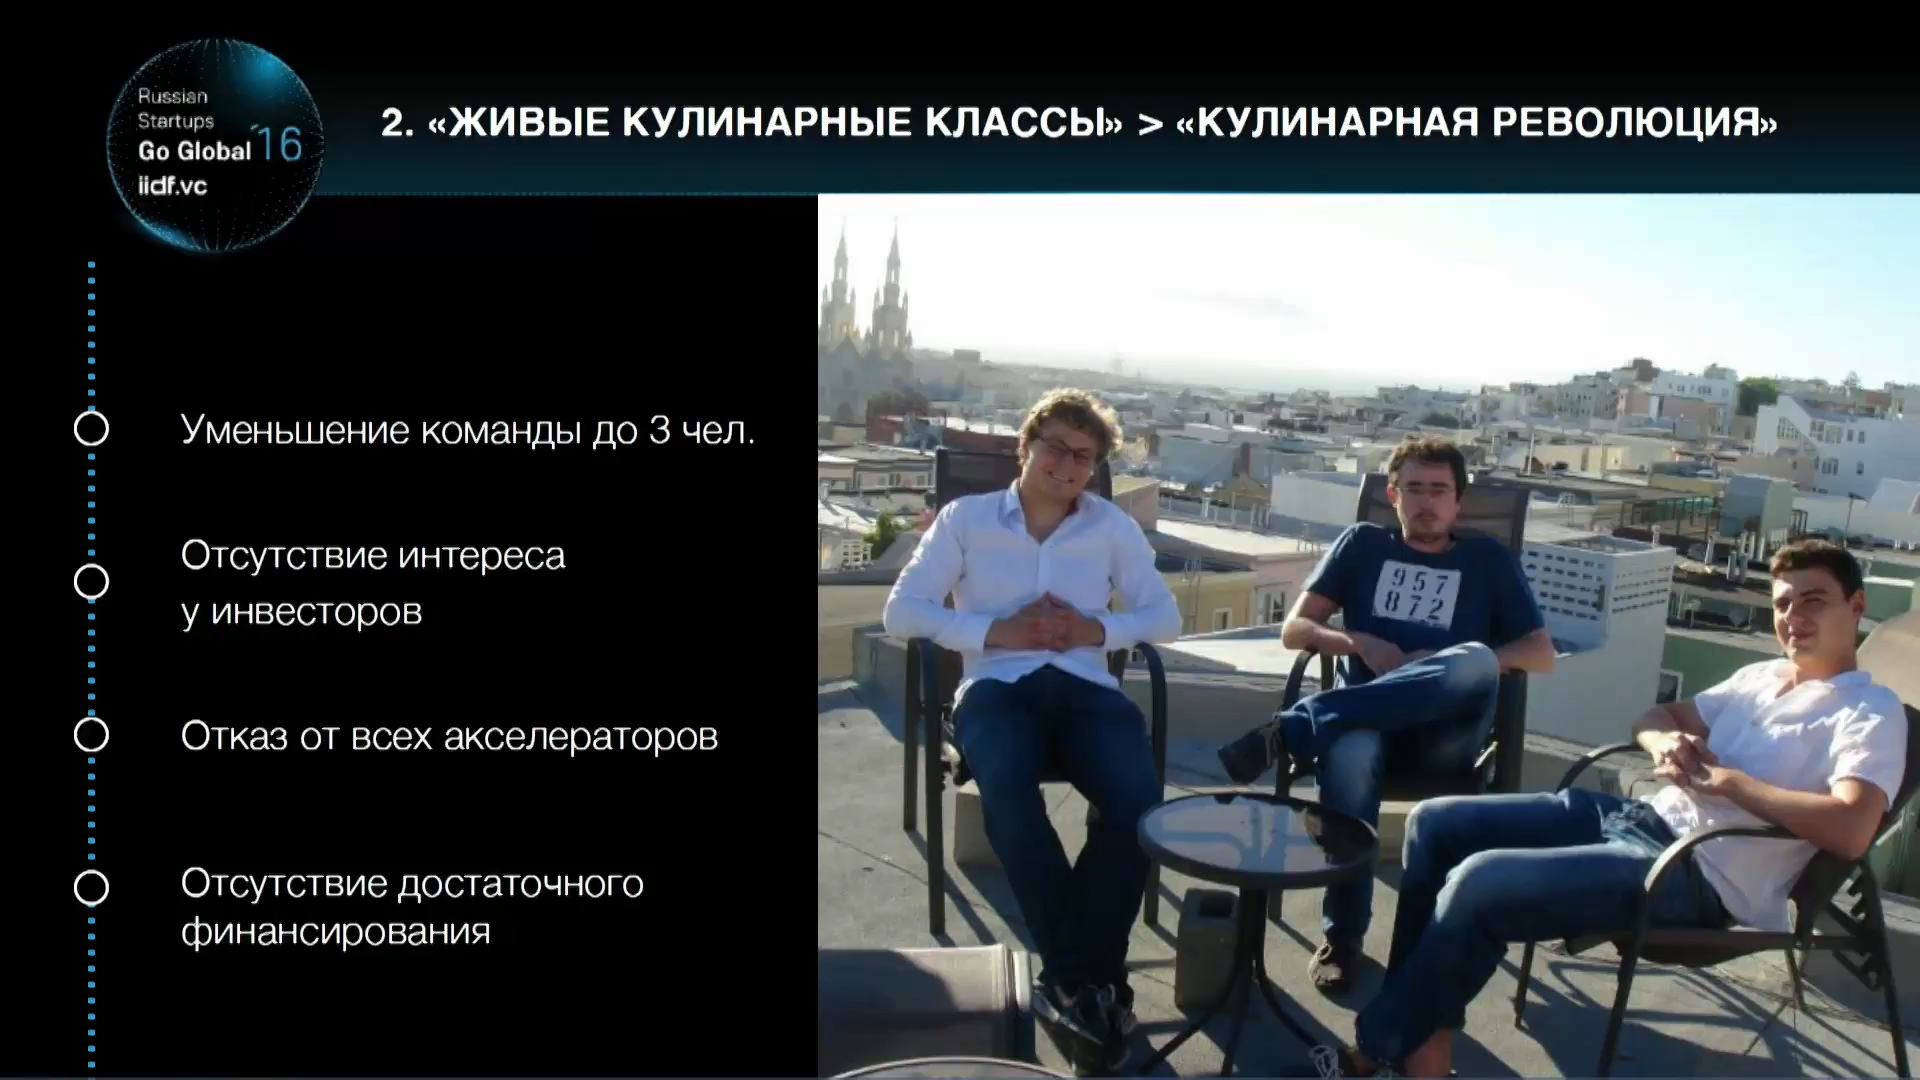 Russian
Startups
Go Global '16
iidf.vc
2. «ЖИВЫЕ КУЛИНАРНЫЕ КЛАССЫ» > «КУЛИНАРНАЯ РЕВОЛЮЦИЯ»
Уменьшение команды до 3 чел.
Отсутствие интереса
у инвесторов
Отказ от всех акселераторов
Отсутствие достаточного
финансирования
957
872